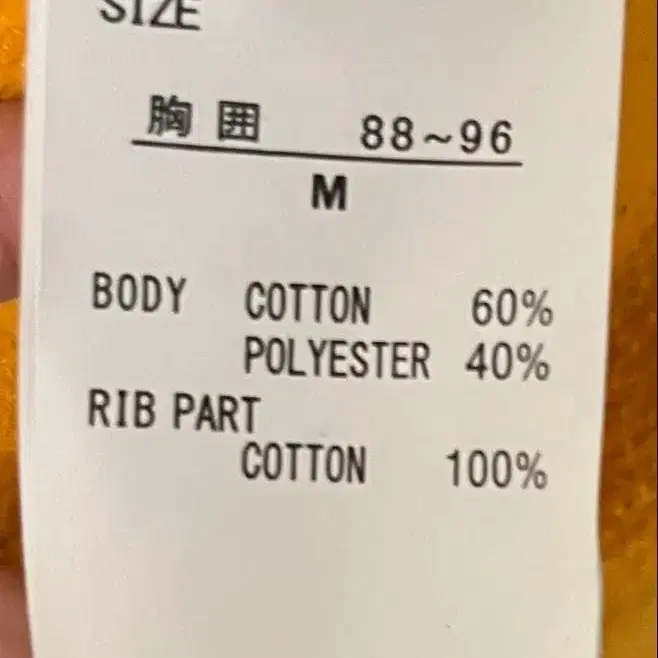 SIZE
胸囲 88~96
M
BODY COTTON 60%
POLYESTER 40%
RIB PART
COTTON 100%